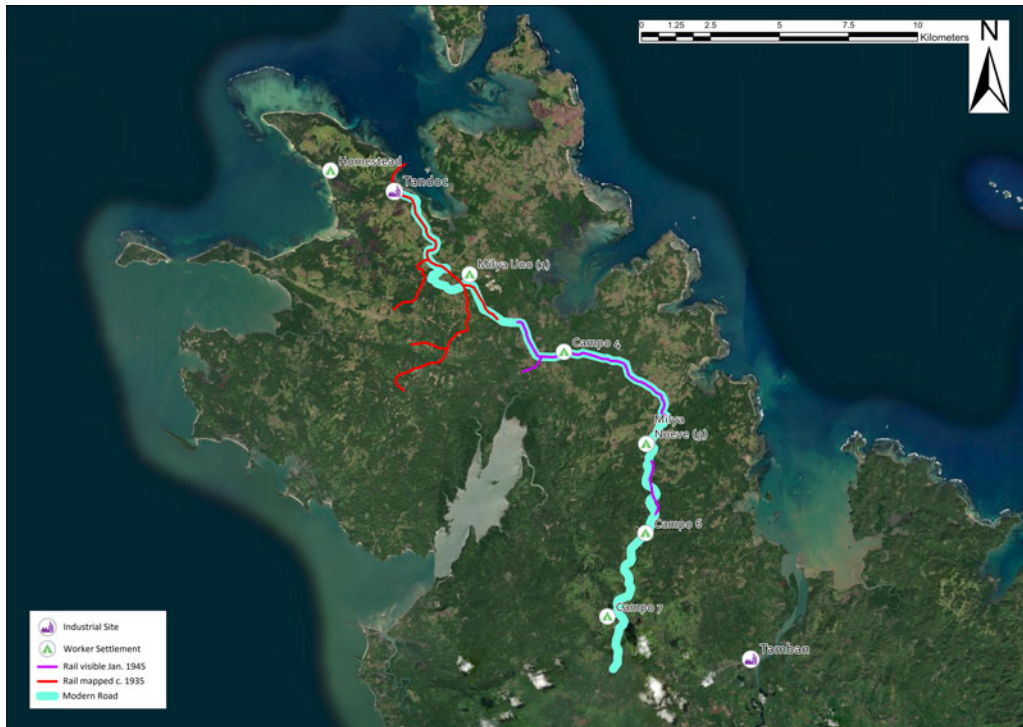 0 1.25 2.5 5 7.5 10
Kilometers
N
Homestead
Tandoc
Milya Uno (1)
Campo 4
Milya
Nueve (9)
Campo 6
Campo 7
Tamban
Industrial Site
Worker Settlement
Rail visible Jan. 1945
Rail mapped c. 1935
Modern Road